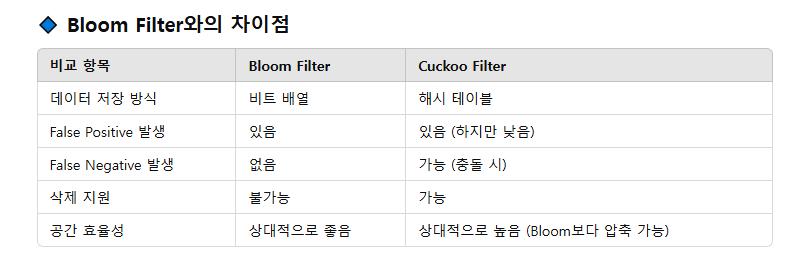 Bloom Filter와의 차이점
비교 항목 Bloom Filter Cuckoo Filter
데이터 저장 방식 비트 배열 해시 테이블
False Positive 발생 있음 있음 (하지만 낮음)
False Negative 발생 없음 가능 (충돌 시)
삭제 지원 불가능 가능
공간 효율성 상대적으로 좋음 상대적으로 높음 (Bloom보다 압축 가능)